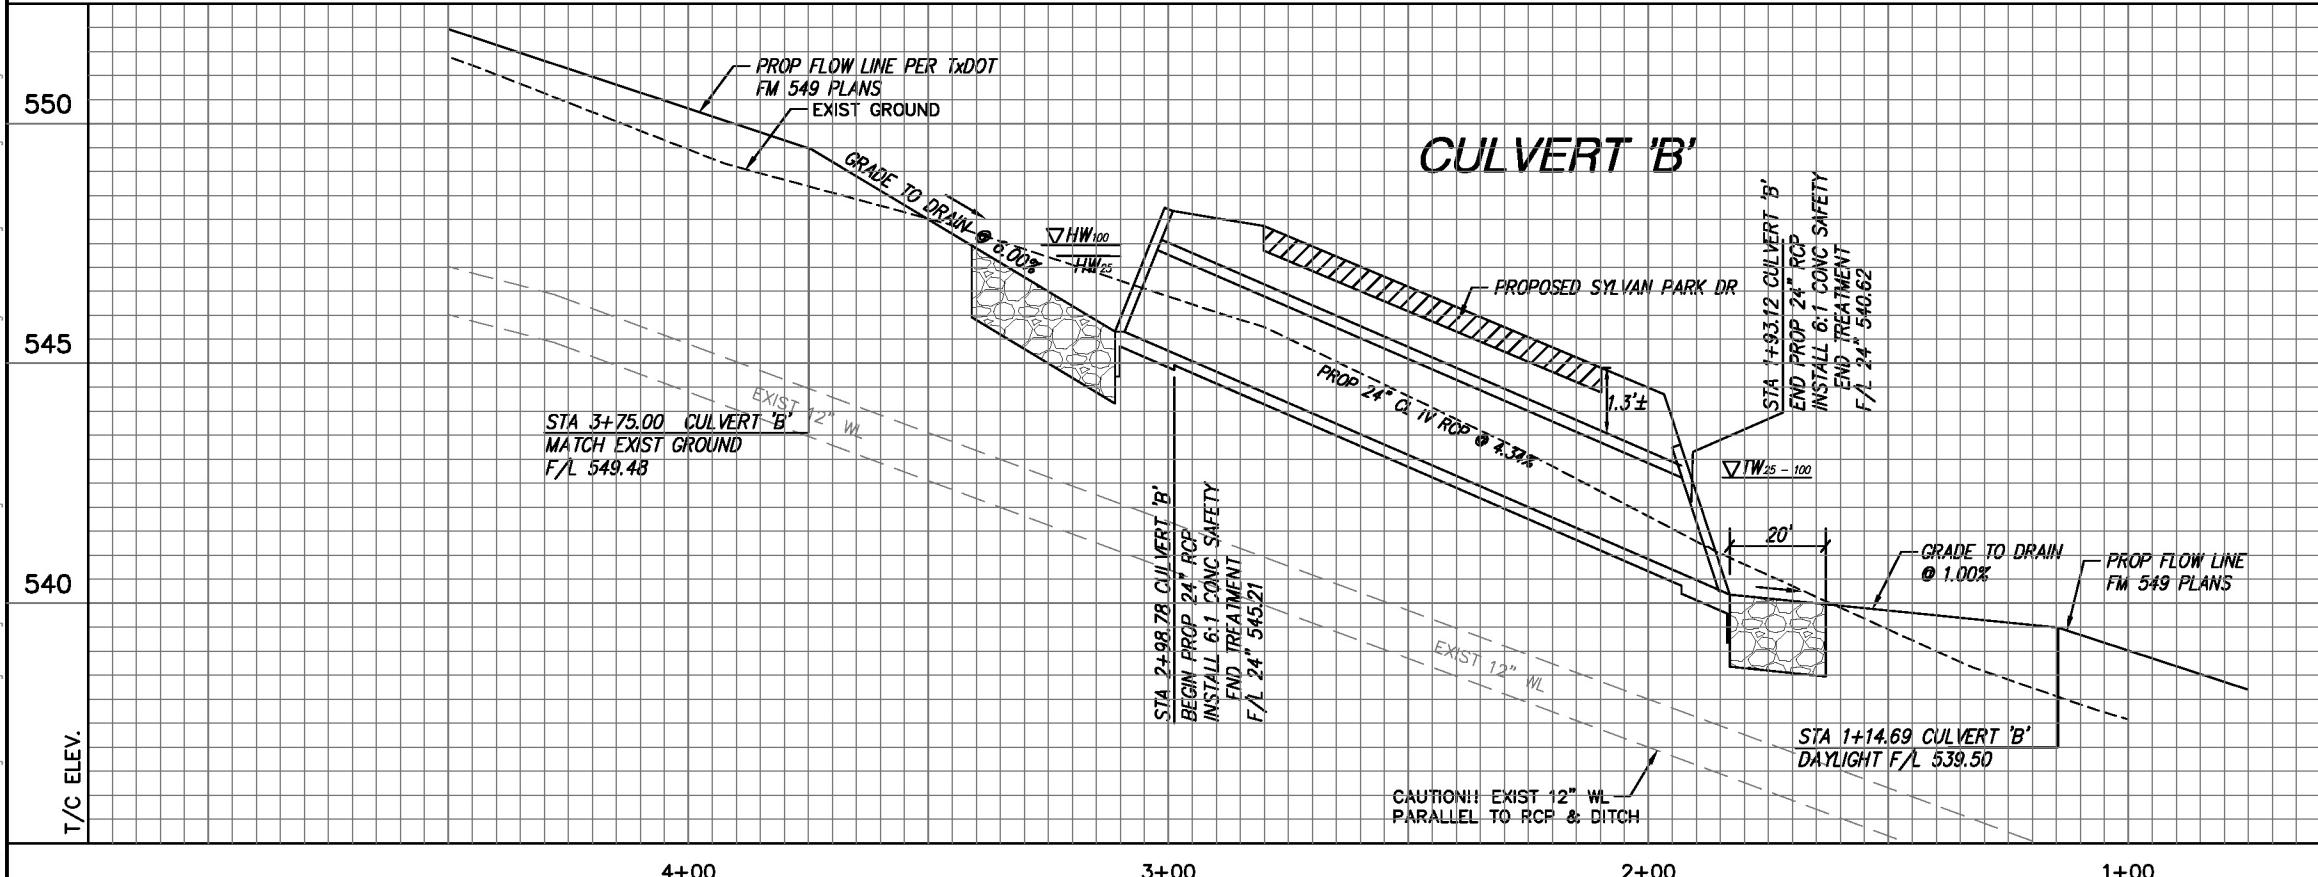 550
545
540
T/C ELEV.
PROP FLOW LINE PER TxDOT
FM 549 PLANS
EXIST GROUND
CULVERT 'B'
GRADE TO DRAIN @ 6.00%
HW100
HW25
PROPOSED SYLVAN PARK DR
STA 1+93.12 CULVERT 'B'
END PROP 24" RCP
INSTALL 6:1 CONC SAFETY
END TREATMENT
F/L 24" 540.62
1.3'±
PROP 24" CL IV RCP @ 4.34%
EXIST 12" WL
STA 3+75.00 CULVERT 'B'
MATCH EXIST GROUND
F/L 549.48
TW25 - 100
STA 2+98.78 CULVERT 'B'
BEGIN PROP 24" RCP
INSTALL 6:1 CONC SAFETY
END TREATMENT
F/L 24" 545.21
20'
GRADE TO DRAIN
@ 1.00%
PROP FLOW LINE
FM 549 PLANS
EXIST 12" WL
STA 1+14.69 CULVERT 'B'
DAYLIGHT F/L 539.50
CAUTION!! EXIST 12" WL
PARALLEL TO RCP & DITCH
4+00
3+00
2+00
1+00